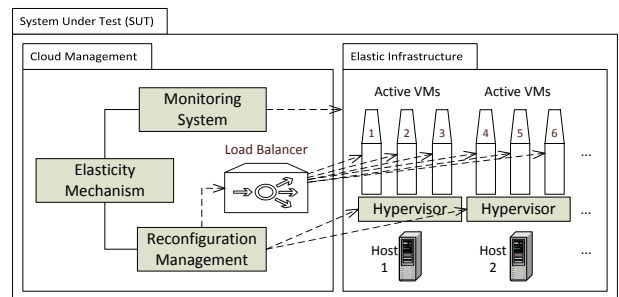 System Under Test (SUT)
Cloud Management
Elastic Infrastructure
Monitoring
System
Load Balancer
Elasticity
Mechanism
Reconfiguration
Management
Active VMs
Active VMs
1
2
3
4
5
6
...
Hypervisor
Hypervisor
...
Host
1
Host
2
...